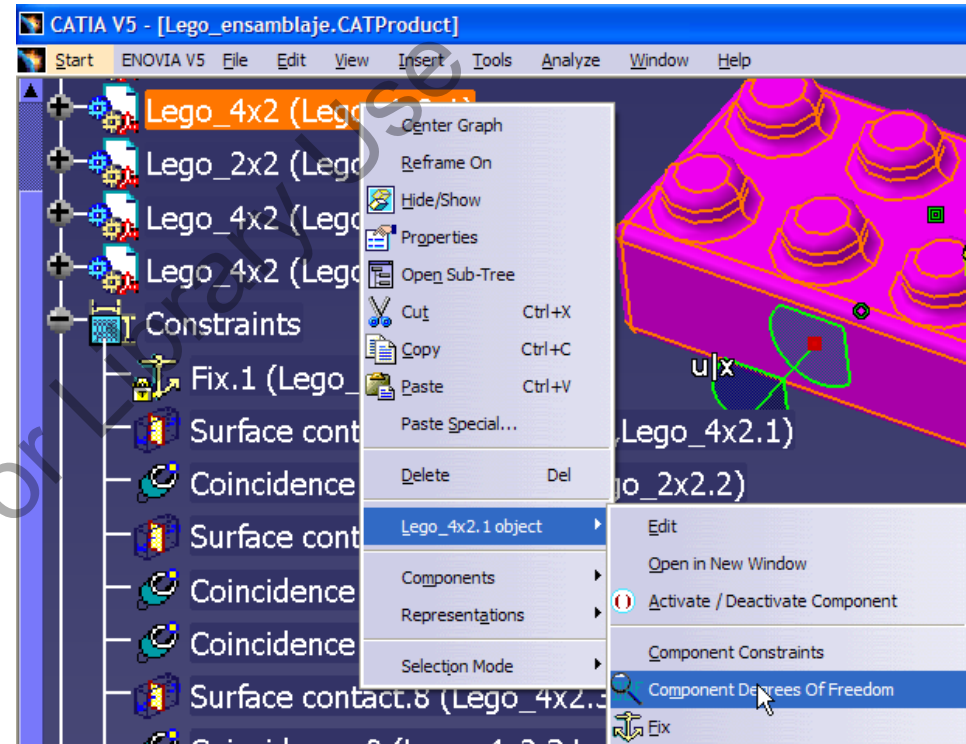 CATIA V5 - [Lego_ensamblaje.CATProduct]
Start ENOVIA V5 File Edit View Insert Tools Analyze Window Help
Lego_4x2 (Lego
Center Graph
Lego_2x2 (Lego
Reframe On
Hide/Show
Lego_4x2 (Lego
Properties
Lego_4x2 (Lego
Open Sub-Tree
Cut Ctrl+X
Constraints
Copy Ctrl+C
u|x
Fix.1 (Lego_
Paste Ctrl+V
Paste Special...
Surface cont ,Lego_4x2.1)
Delete Del
Coincidence go_2x2.2)
Lego_4x2.1 object
Edit
Surface cont
Open in New Window
Components
Coincidence
Activate / Deactivate Component
Representations
Coincidence
Component Constraints
Selection Mode
Component Degrees Of Freedom
Surface contact.8 (Lego_4x2.3
Fix
or Library Use